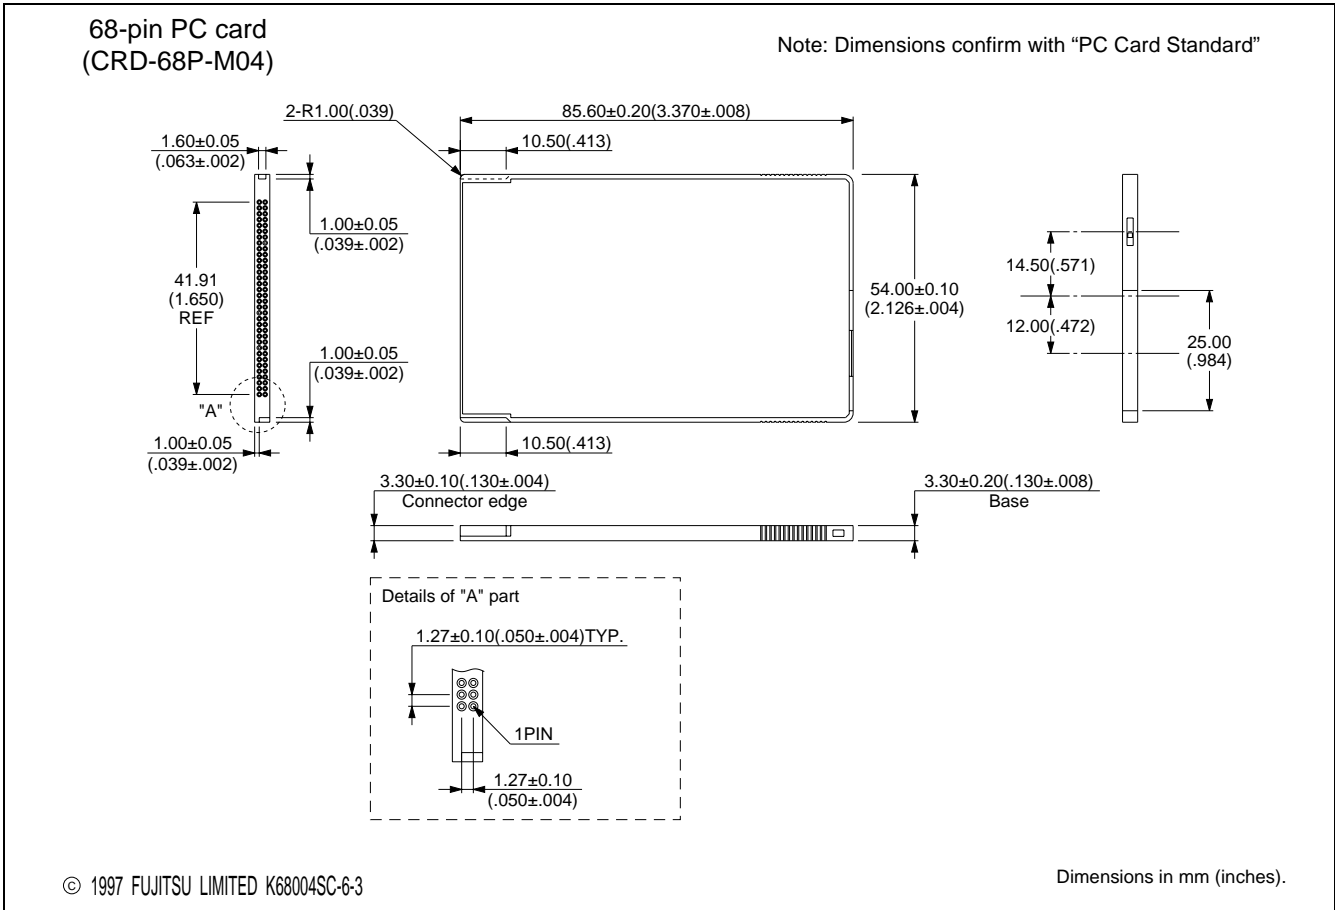 68-pin PC card
(CRD-68P-M04)
Note: Dimensions confirm with “PC Card Standard”
2-R1.00(.039)
85.60±0.20(3.370±.008)
10.50(.413)
1.60±0.05
(.063±.002)
1.00±0.05
(.039±.002)
41.91
(1.650)
REF
54.00±0.10
(2.126±.004)
14.50(.571)
12.00(.472)
25.00
(.984)
1.00±0.05
(.039±.002)
"A"
1.00±0.05
(.039±.002)
10.50(.413)
3.30±0.10(.130±.004)
Connector edge
3.30±0.20(.130±.008)
Base
Details of "A" part
1.27±0.10(.050±.004)TYP.
1PIN
1.27±0.10
(.050±.004)
© 1997 FUJITSU LIMITED K68004SC-6-3
Dimensions in mm (inches).